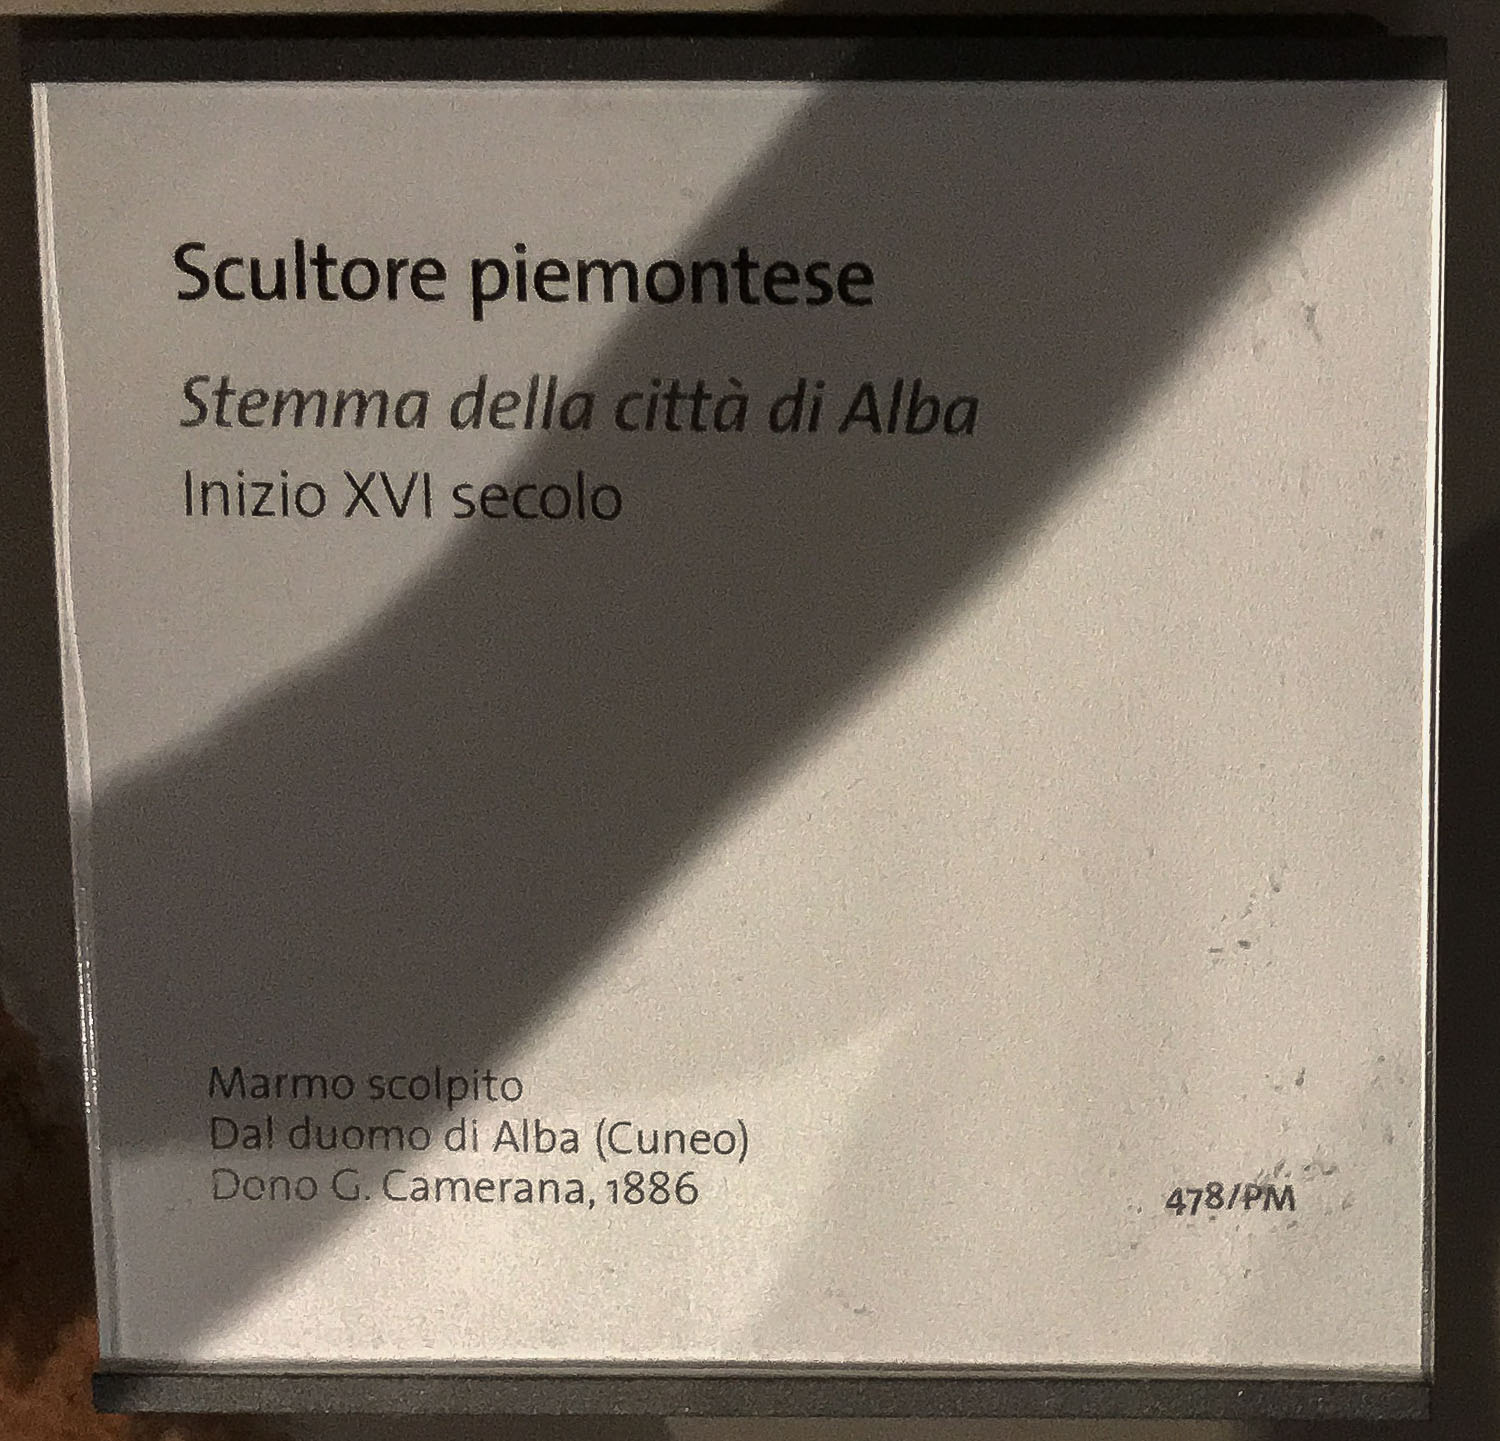 Scultore piemontese
Stemma della città di Alba
Inizio XVI secolo
Marmo scolpito
Dal duomo di Alba (Cuneo)
Dono G. Camerana, 1886
478/PM